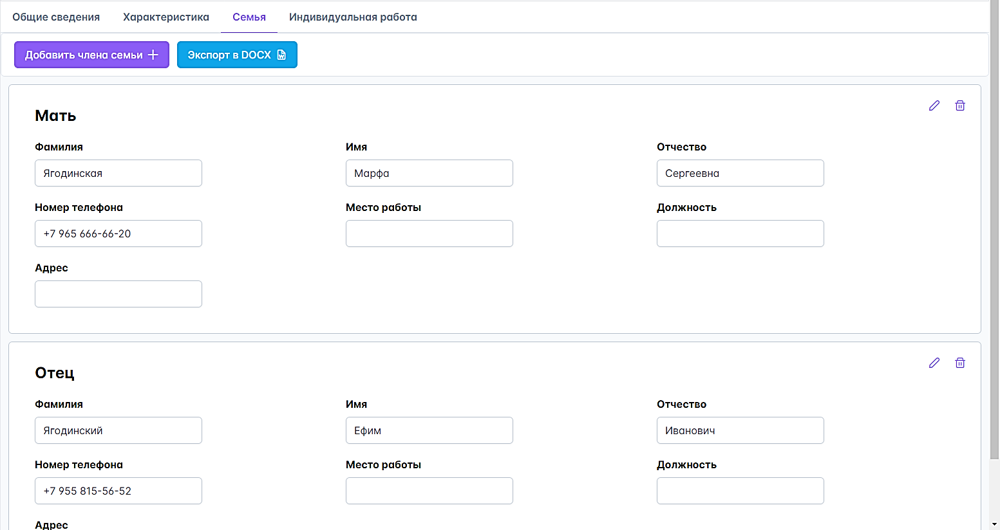 Общие сведения Характеристика Семья Индивидуальная работа
Добавить члена семьи Экспорт в DOCX
Мать
Фамилия Имя Отчество
Ягодинская Марфа Сергеевна
Номер телефона Место работы Должность
+7 965 666-66-20
Адрес
Отец
Фамилия Имя Отчество
Ягодинский Ефим Иванович
Номер телефона Место работы Должность
+7 955 815-56-52
Адрес